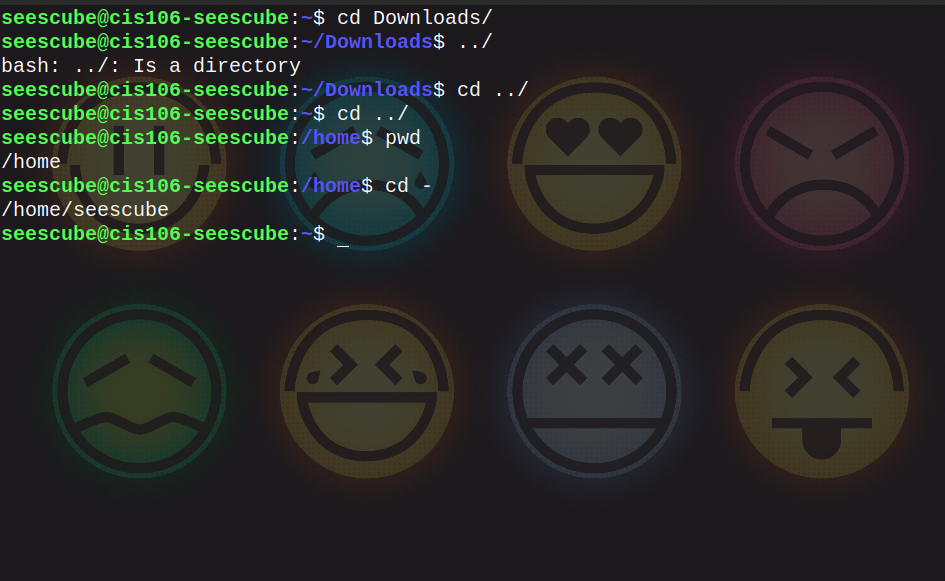 seescube@cis106-seescube:~$ cd Downloads/
seescube@cis106-seescube:~/Downloads$ ../
bash: ../: Is a directory
seescube@cis106-seescube:~/Downloads$ cd ../
seescube@cis106-seescube:~$ cd ../
seescube@cis106-seescube:/home$ pwd
/home
seescube@cis106-seescube:/home$ cd -
/home/seescube
seescube@cis106-seescube:~$ _